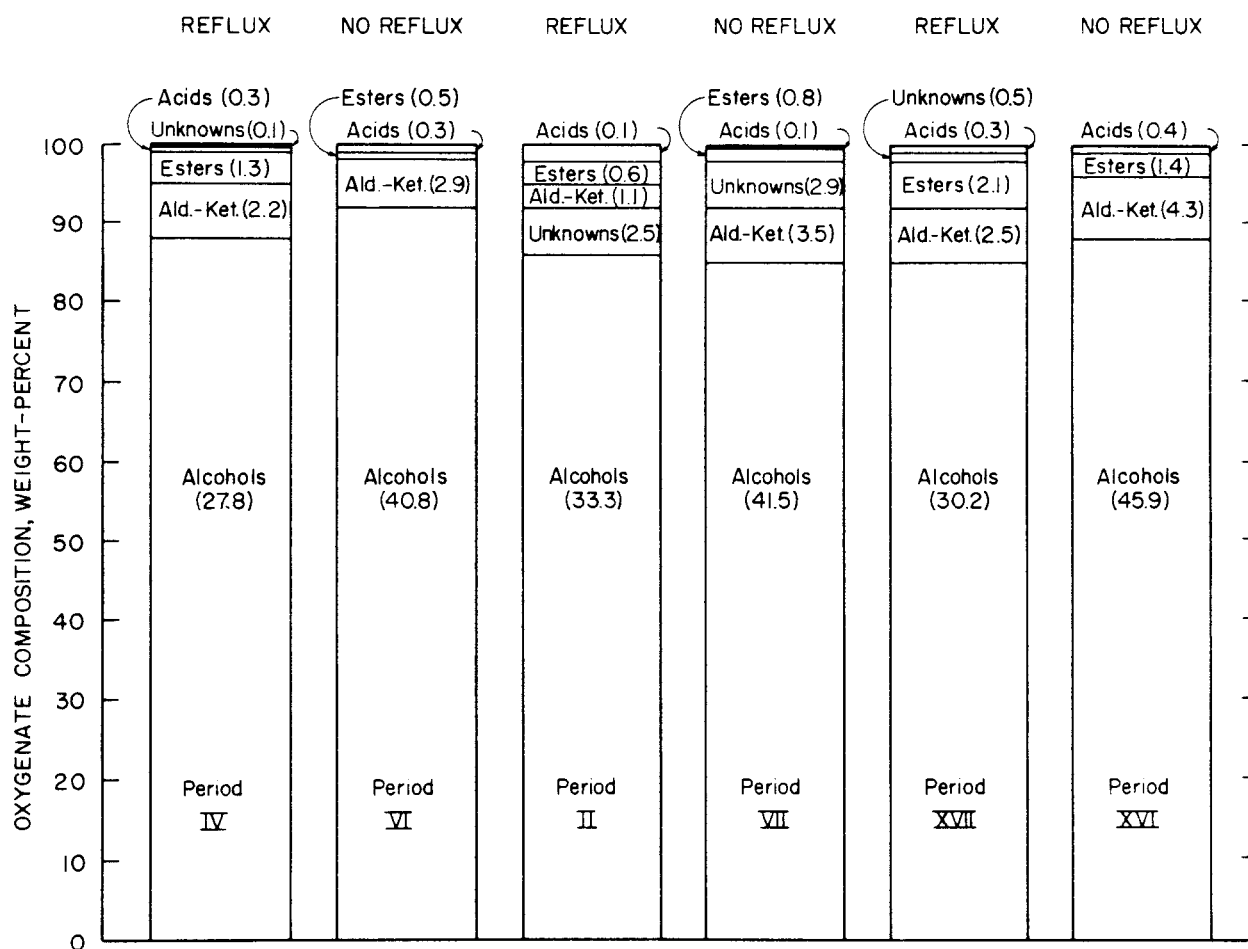 REFLUX
NO REFLUX
REFLUX
NO REFLUX
REFLUX
NO REFLUX
Acids (0.3)
Unknowns (0.1)
Esters (1.3)
Ald.-Ket. (2.2)
Alcohols
(27.8)
Period
IV
Esters (0.5)
Acids (0.3)
Ald.-Ket. (2.9)
Alcohols
(40.8)
Period
VI
Acids (0.1)
Esters (0.6)
Ald.-Ket. (1.1)
Unknowns (2.5)
Alcohols
(33.3)
Period
II
Esters (0.8)
Acids (0.1)
Unknowns (2.9)
Ald.-Ket. (3.5)
Alcohols
(41.5)
Period
VII
Unknowns (0.5)
Acids (0.3)
Esters (2.1)
Ald.-Ket. (2.5)
Alcohols
(30.2)
Period
XVII
Acids (0.4)
Esters (1.4)
Ald.-Ket. (4.3)
Alcohols
(45.9)
Period
XVI
OXYGENATE COMPOSITION, WEIGHT-PERCENT
100
90
80
70
60
50
40
30
20
10
0